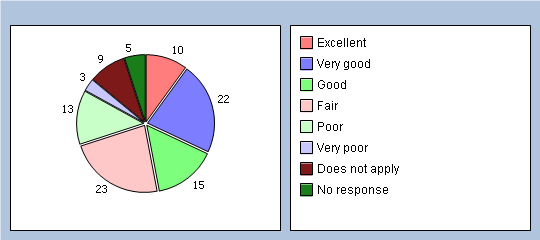 10
22
15
23
13
3
9
5
Excellent
Very good
Good
Fair
Poor
Very poor
Does not apply
No response